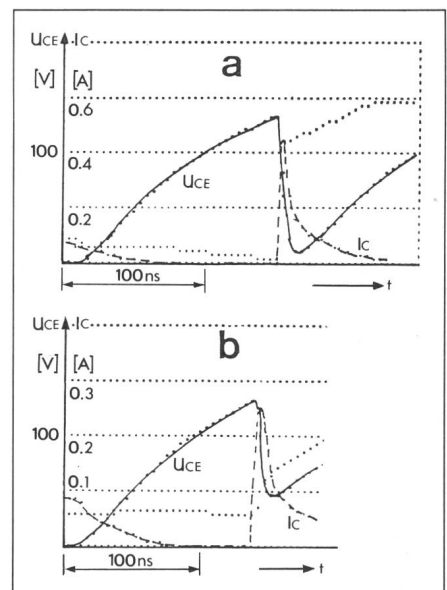 uCE IC
a
[V] [A]
0.6
100 0.4
uCE
0.2
IC
100ns
t
uCE IC
b
[V] [A]
0.3
100 0.2
uCE
0.1
IC
100ns
t